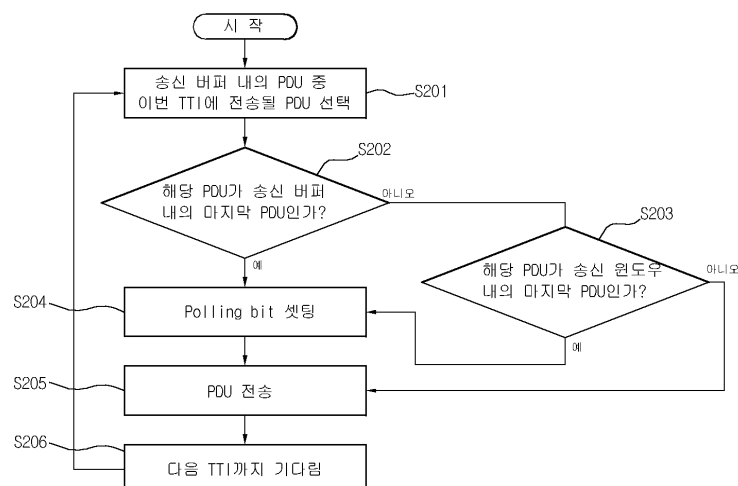 시 작
송신 버퍼 내의 PDU 중
이번 TTI에 전송될 PDU 선택
S201
S202
해당 PDU가 송신 버퍼
내의 마지막 PDU인가?
아니오
예
S203
해당 PDU가 송신 윈도우
내의 마지막 PDU인가?
아니오
예
S204
Polling bit 셋팅
S205
PDU 전송
S206
다음 TTI까지 기다림